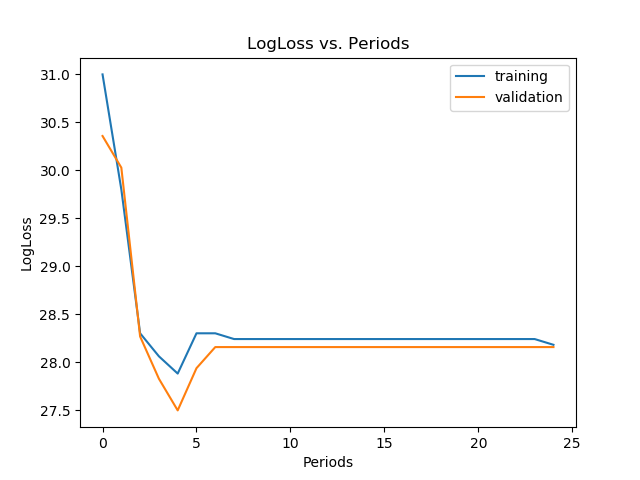 LogLoss vs. Periods
training
validation
LogLoss
31.0
30.5
30.0
29.5
29.0
28.5
28.0
27.5
0 5 10 15 20 25
Periods